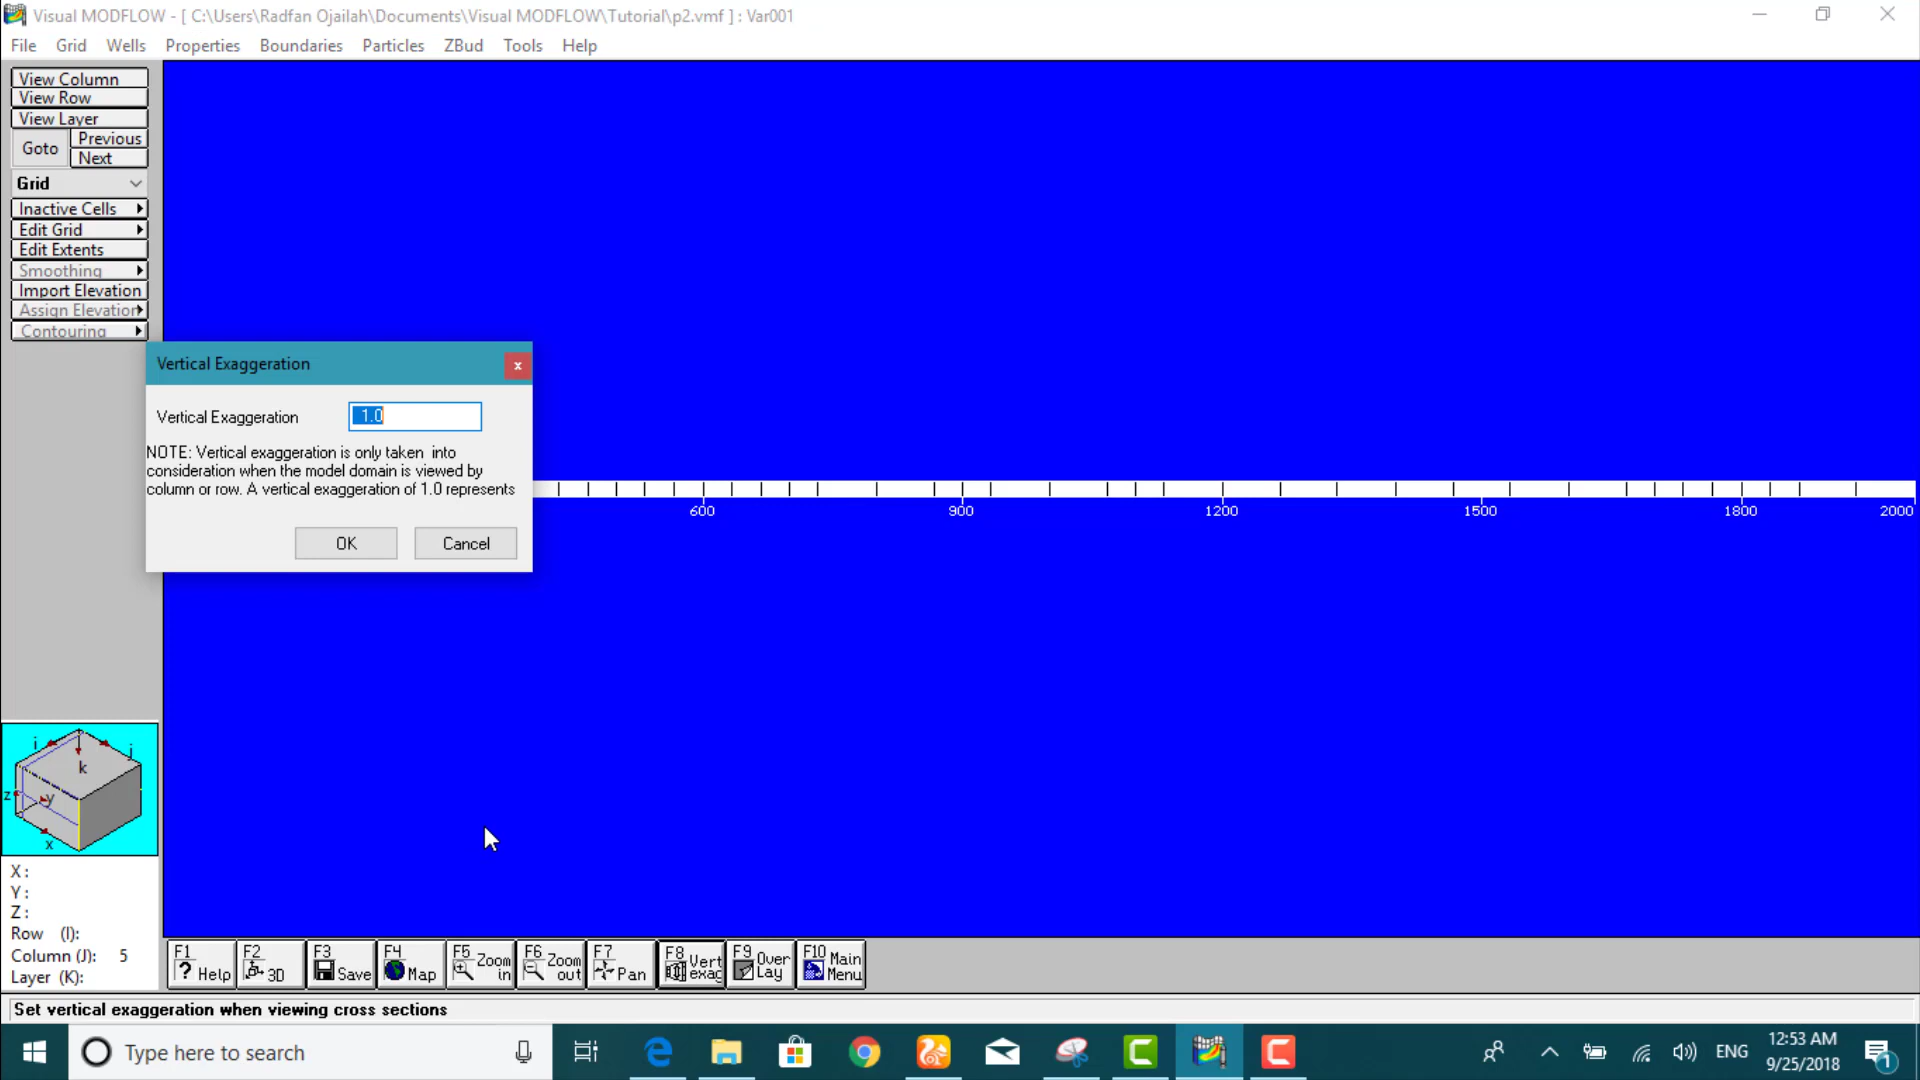 Visual MODFLOW - [ C:\Users\Radfan Ojailah\Documents\Visual MODFLOW\Tutorial\p2.vmf ] : Var001
File Grid Wells Properties Boundaries Particles ZBud Tools Help
View Column
View Row
View Layer
Goto
Previous
Next
Grid
Inactive Cells
Edit Grid
Edit Extents
Smoothing
Import Elevation
Assign Elevation
Contouring
Vertical Exaggeration
x
Vertical Exaggeration 1.0
NOTE: Vertical exaggeration is only taken into
consideration when the model domain is viewed by
column or row. A vertical exaggeration of 1.0 represents
OK Cancel
600 900 1200 1500 1800 2000
i j
k
z y
x
X :
Y :
Z :
Row (I):
Column (J): 5
Layer (K):
F1 ? Help
F2 3D
F3 Save
F4 Map
F5 Zoom in
F6 Zoom out
F7 Pan
F8 Vert exag
F9 Over Lay
F10 Main Menu
Set vertical exaggeration when viewing cross sections
Type here to search
ENG
12:53 AM
9/25/2018
1